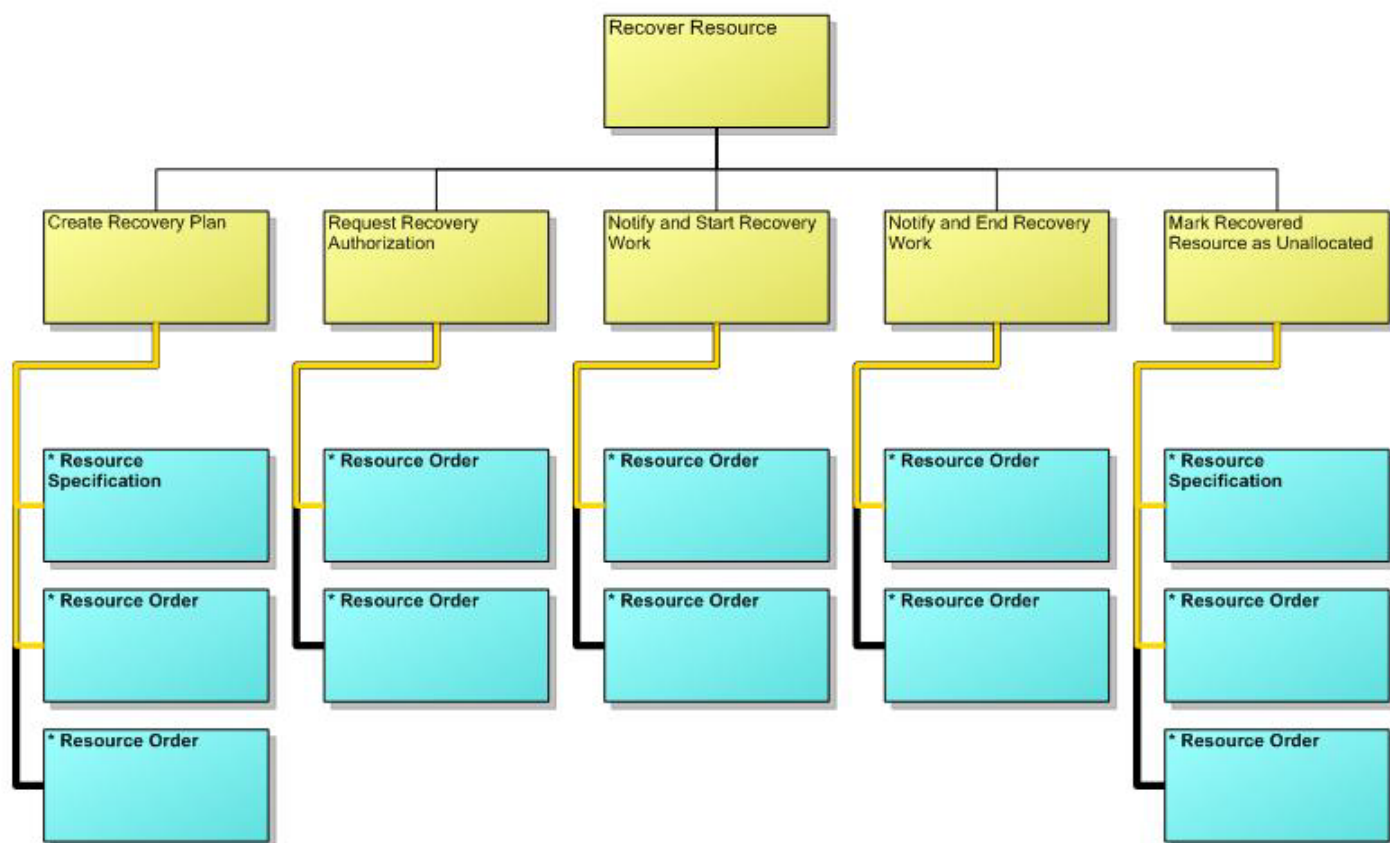 Recover Resource
Create Recovery Plan
Request Recovery
Authorization
Notify and Start Recovery
Work
Notify and End Recovery
Work
Mark Recovered
Resource as Unallocated
* Resource
Specification
* Resource Order
* Resource Order
* Resource Order
* Resource
Specification
* Resource Order
* Resource Order
* Resource Order
* Resource Order
* Resource Order
* Resource Order
* Resource Order